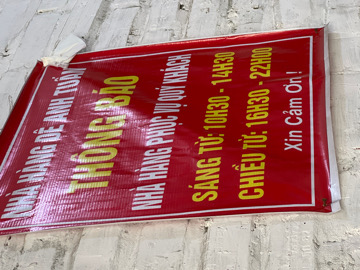 NHÀ HÀNG DÊ ANH TUẤN
THÔNG BÁO
NHÀ HÀNG PHỤC VỤ QUÝ KHÁCH
SÁNG TỪ: 10H30 - 14H30
CHIỀU TỪ: 16H30 - 22H00
Xin Cảm Ơn !